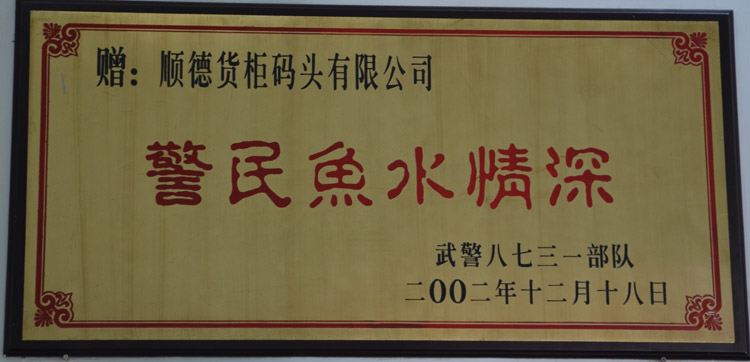 赠：顺德货柜码头有限公司
警民魚水情深
武警八七三一部队
二00二年十二月十八日